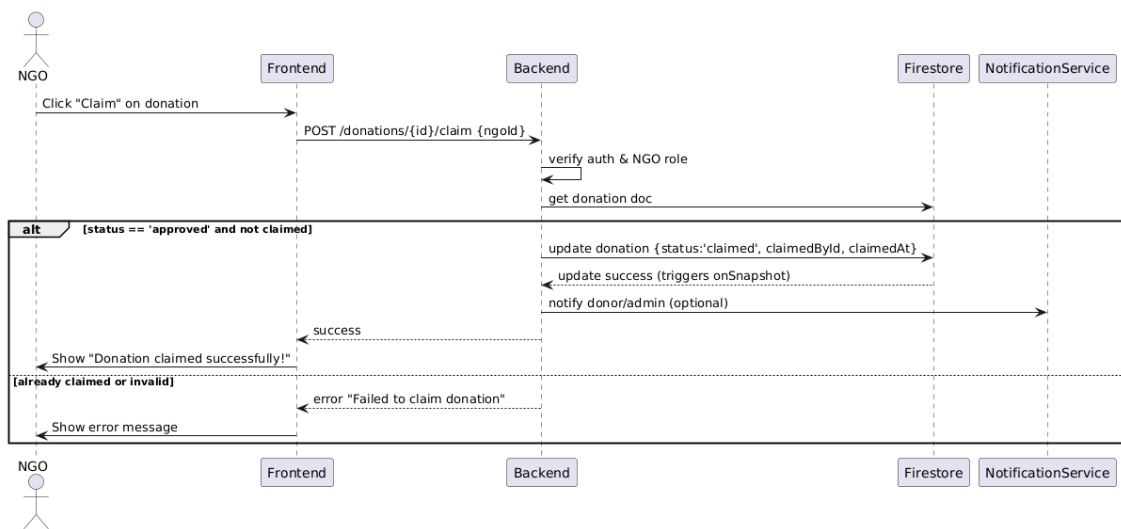 NGO
Frontend
Backend
Firestore
NotificationService
Click "Claim" on donation
POST /donations/{id}/claim {ngoId}
verify auth & NGO role
get donation doc
alt
[status == 'approved' and not claimed]
update donation {status:'claimed', claimedById, claimedAt}
update success (triggers onSnapshot)
notify donor/admin (optional)
success
Show "Donation claimed successfully!"
[already claimed or invalid]
error "Failed to claim donation"
Show error message
NGO
Frontend
Backend
Firestore
NotificationService